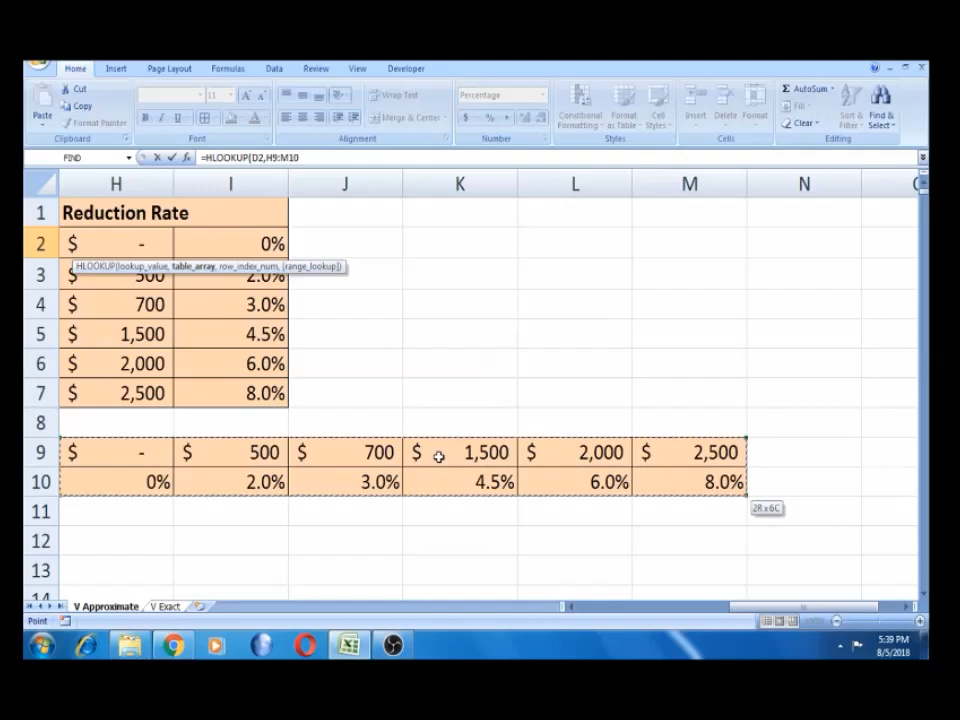 Home Insert Page Layout Formulas Data Review View Developer
Cut
Copy
Format Painter
Paste
Clipboard
11
B I U
Font
Wrap Text
Merge & Center
Alignment
Percentage
$ % ,
Number
Conditional Formatting
Format as Table
Cell Styles
Styles
Insert Delete Format
Cells
Σ AutoSum
Fill
Clear
Sort & Filter
Find & Select
Editing
FIND =HLOOKUP(D2,H9:M10
H I J K L M N
1 Reduction Rate
2 $ - 0%
HLOOKUP(lookup_value, table_array, row_index_num, [range_lookup])
3 $ 500 2.0%
4 $ 700 3.0%
5 $ 1,500 4.5%
6 $ 2,000 6.0%
7 $ 2,500 8.0%
8
9 $ - $ 500 $ 700 $ 1,500 $ 2,000 $ 2,500
10 0% 2.0% 3.0% 4.5% 6.0% 8.0%
2R x 6C
11
12
13
14
V Approximate V Exact
Point
5:39 PM
8/5/2018